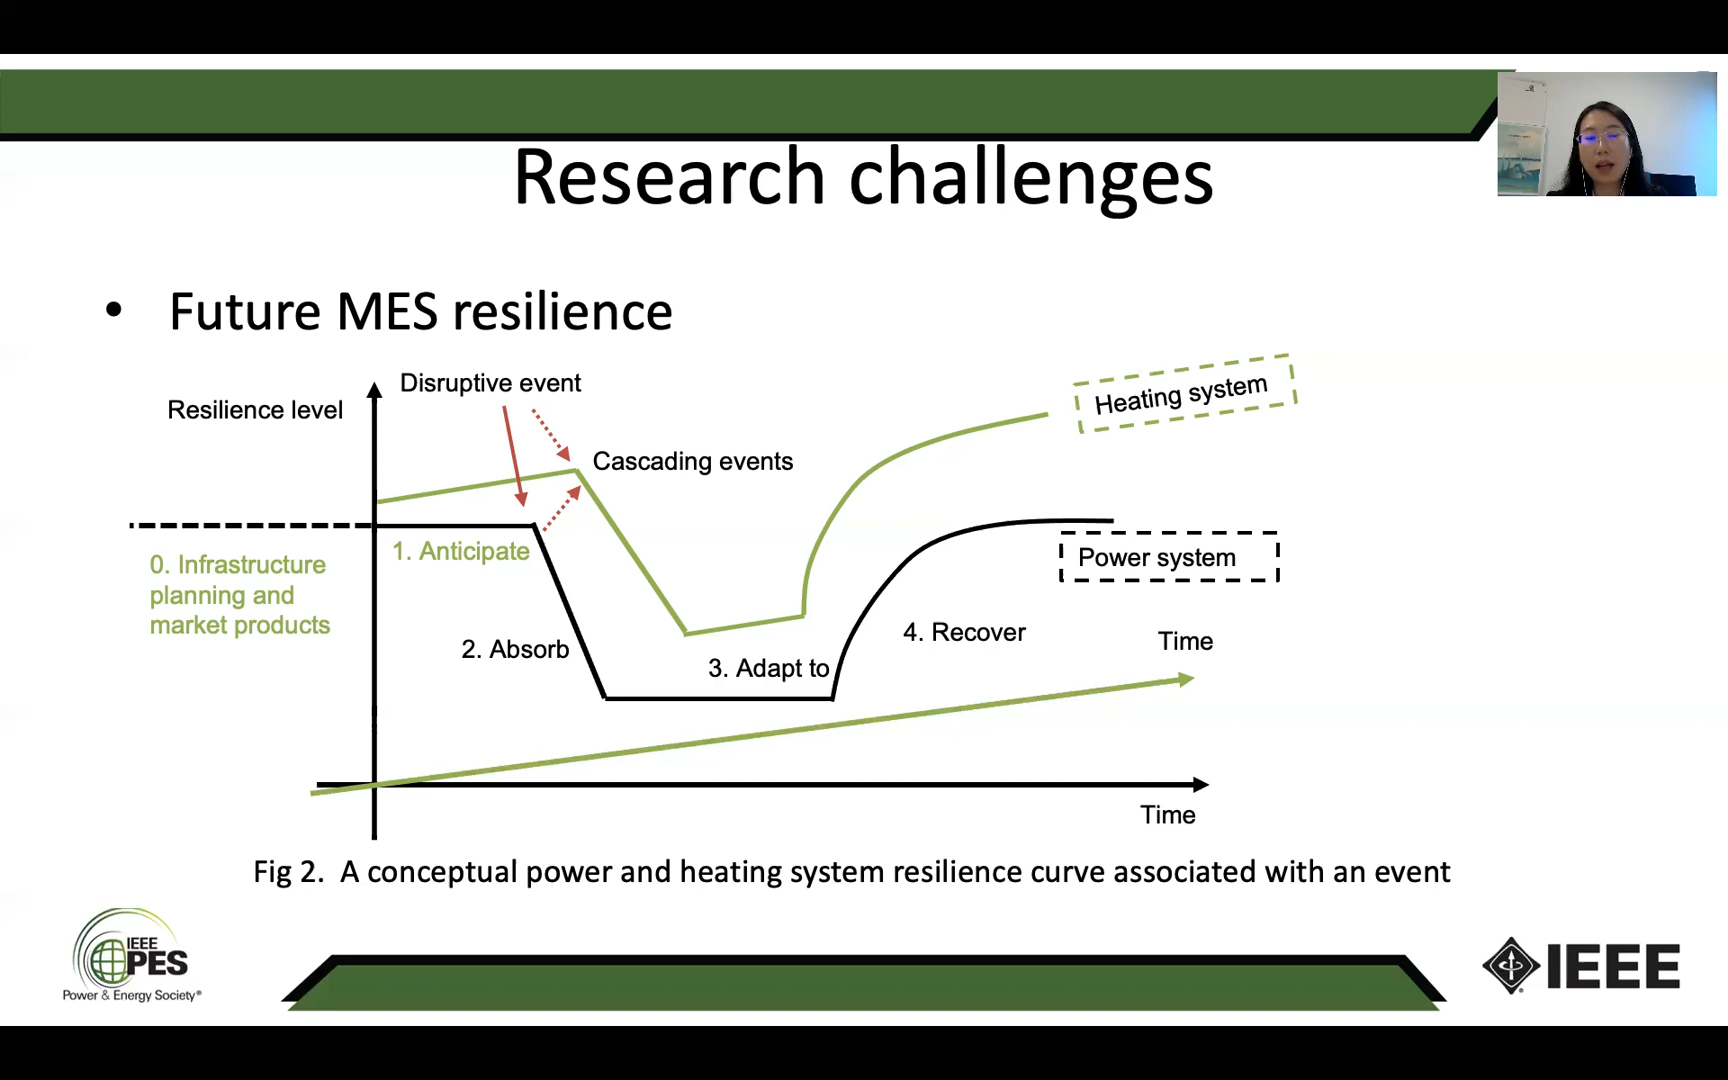 Research challenges
• Future MES resilience
Disruptive event
Resilience level
Heating system
Cascading events
0. Infrastructure
planning and
market products
1. Anticipate
Power system
2. Absorb
3. Adapt to
4. Recover
Time
Time
Fig 2. A conceptual power and heating system resilience curve associated with an event
IEEE
PES
Power & Energy Society®
IEEE